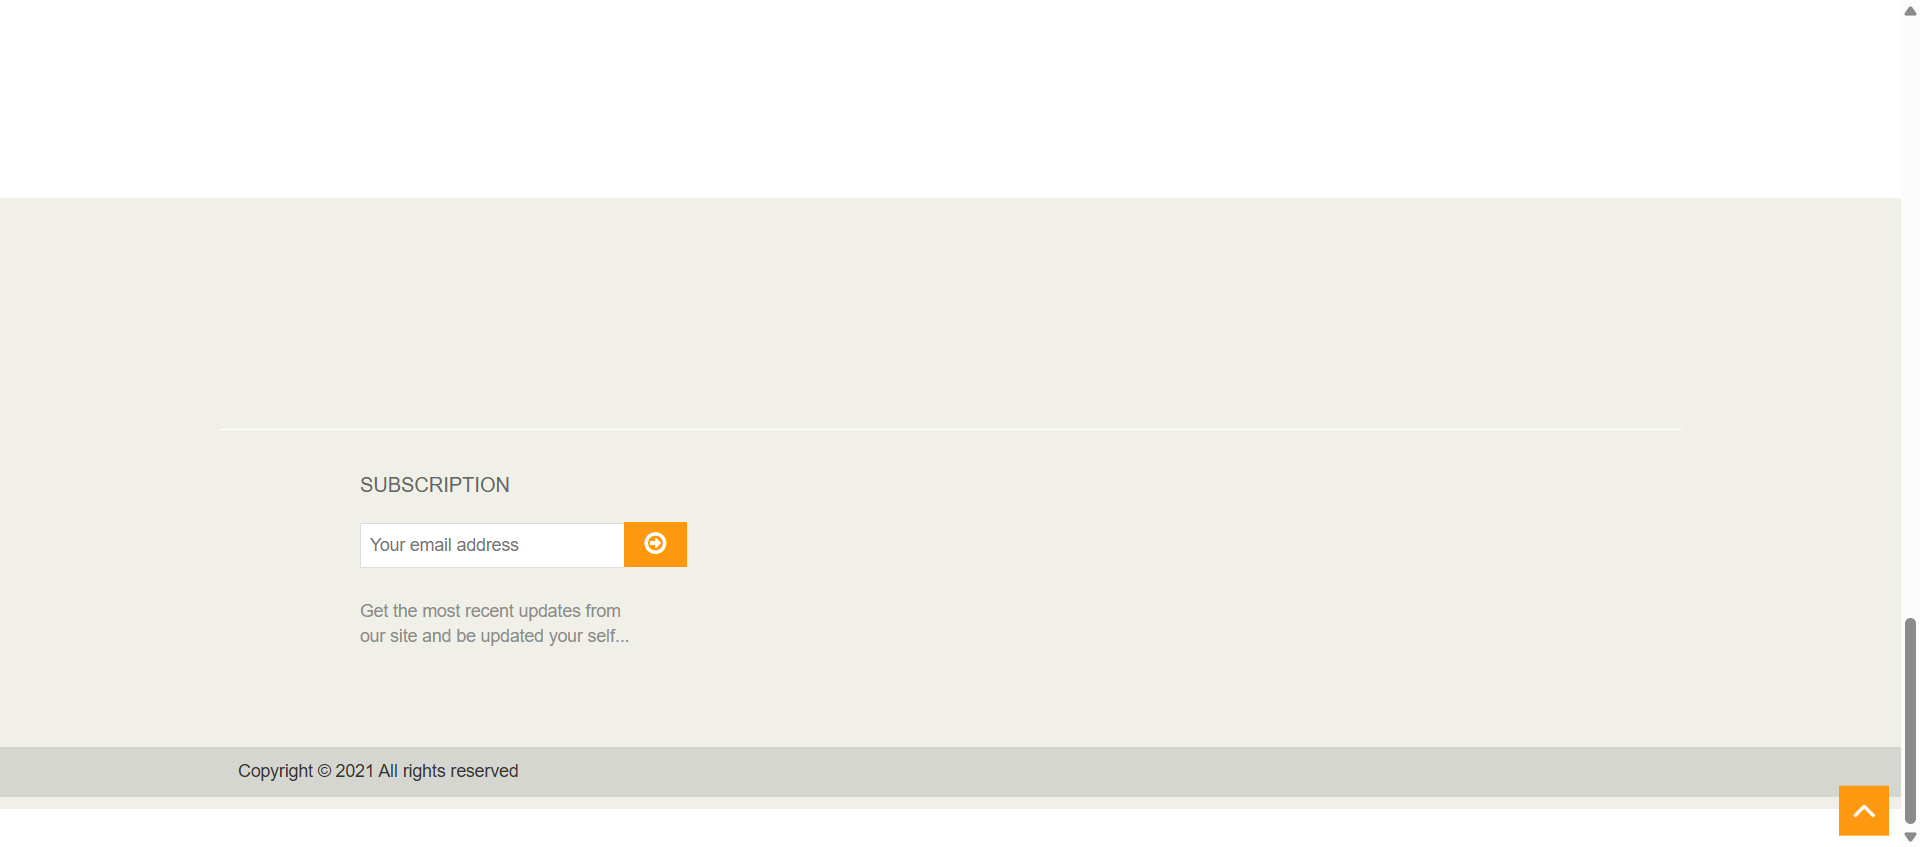 SUBSCRIPTION
Your email address
Get the most recent updates from
our site and be updated your self...
Copyright © 2021 All rights reserved